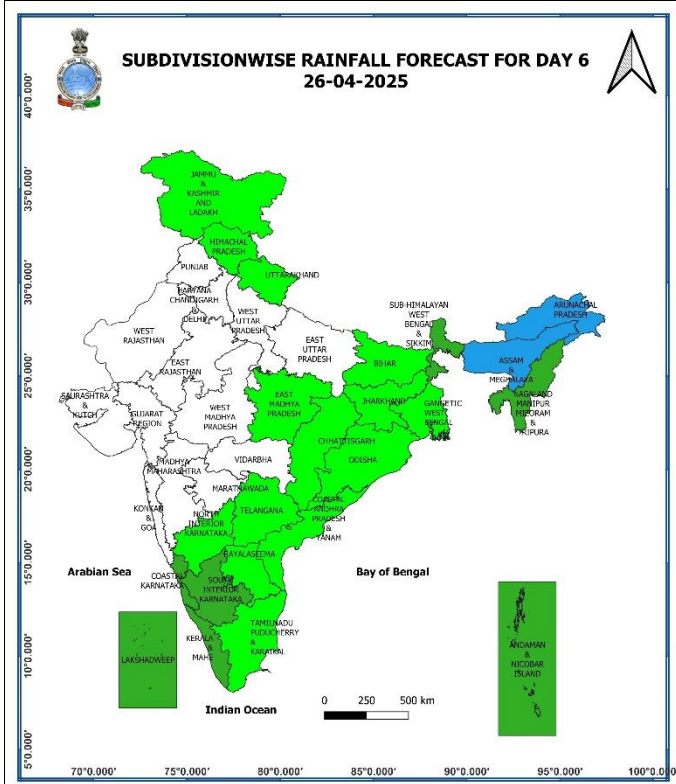 SUBDIVISIONWISE RAINFALL FORECAST FOR DAY 6
26-04-2025
40°0.000'
35°0.000'
30°0.000'
25°0.000'
20°0.000'
15°0.000'
10°0.000'
5°0.000'
JAMMU
&
KASHMIR
AND
LADAKH
HIMACHAL
PRADESH
PUNJAB
UTTARAKHAND
HARYANA
CHANDIGARH
&
DELHI
WEST
UTTAR
PRADESH
WEST
RAJASTHAN
EAST
RAJASTHAN
EAST
UTTAR
PRADESH
SUB-HIMALAYAN
WEST
BENGAL
&
SIKKIM
ARUNACHAL
PRADESH
ASSAM
&
MEGHALAYA
NAGALAND
MANIPUR
MIZORAM
&
TRIPURA
BIHAR
JHARKHAND
GANGETIC
WEST
BENGAL
SAURASHTRA
&
KUTCH
GUJARAT
REGION
WEST
MADHYA
PRADESH
EAST
MADHYA
PRADESH
CHHATTISGARH
ODISHA
MADHYA
MAHARASHTRA
VIDARBHA
MARATHAWADA
KONKAN
&
GOA
NORTH
INTERIOR
KARNATAKA
TELANGANA
COASTAL
ANDHRA
PRADESH
&
YANAM
RAYALASEEMA
Arabian Sea
Bay of Bengal
COASTAL
KARNATAKA
SOUTH
INTERIOR
KARNATAKA
TAMILNADU
PUDUCHERRY
&
KARAIKAL
KERALA
&
MAHE
LAKSHADWEEP
ANDAMAN
&
NICOBAR
ISLAND
Indian Ocean
0 250 500 km
70°0.000' 75°0.000' 80°0.000' 85°0.000' 90°0.000' 95°0.000' 100°0.000'